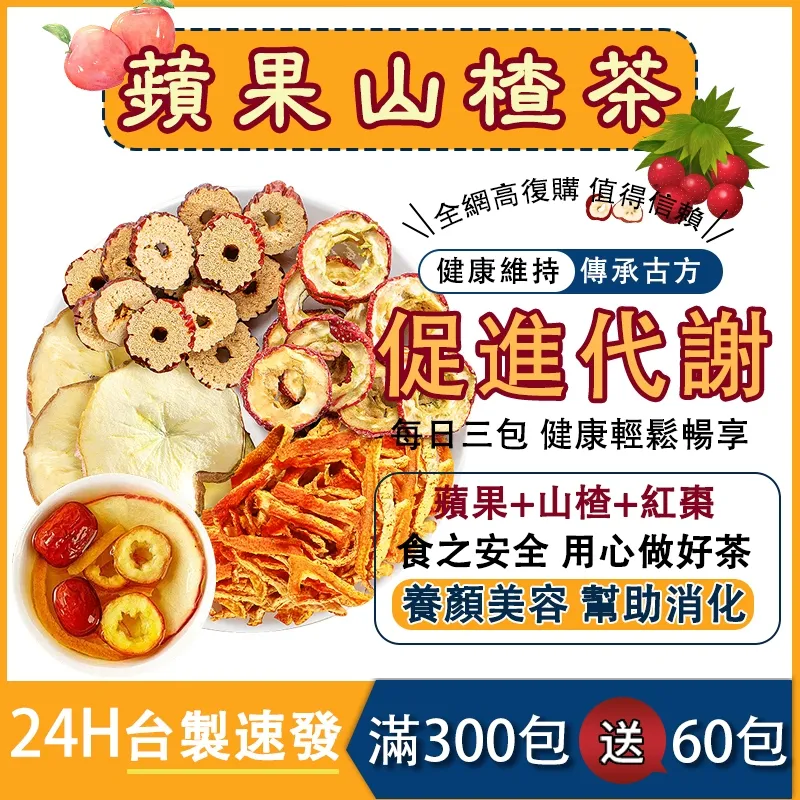 蘋果山楂茶
全網高復購 值得信賴
健康維持 傳承古方
促進代謝
每日三包 健康輕鬆暢享
蘋果+山楂+紅棗
食之安全 用心做好茶
養顏美容 幫助消化
24H台製速發 滿300包 送 60包